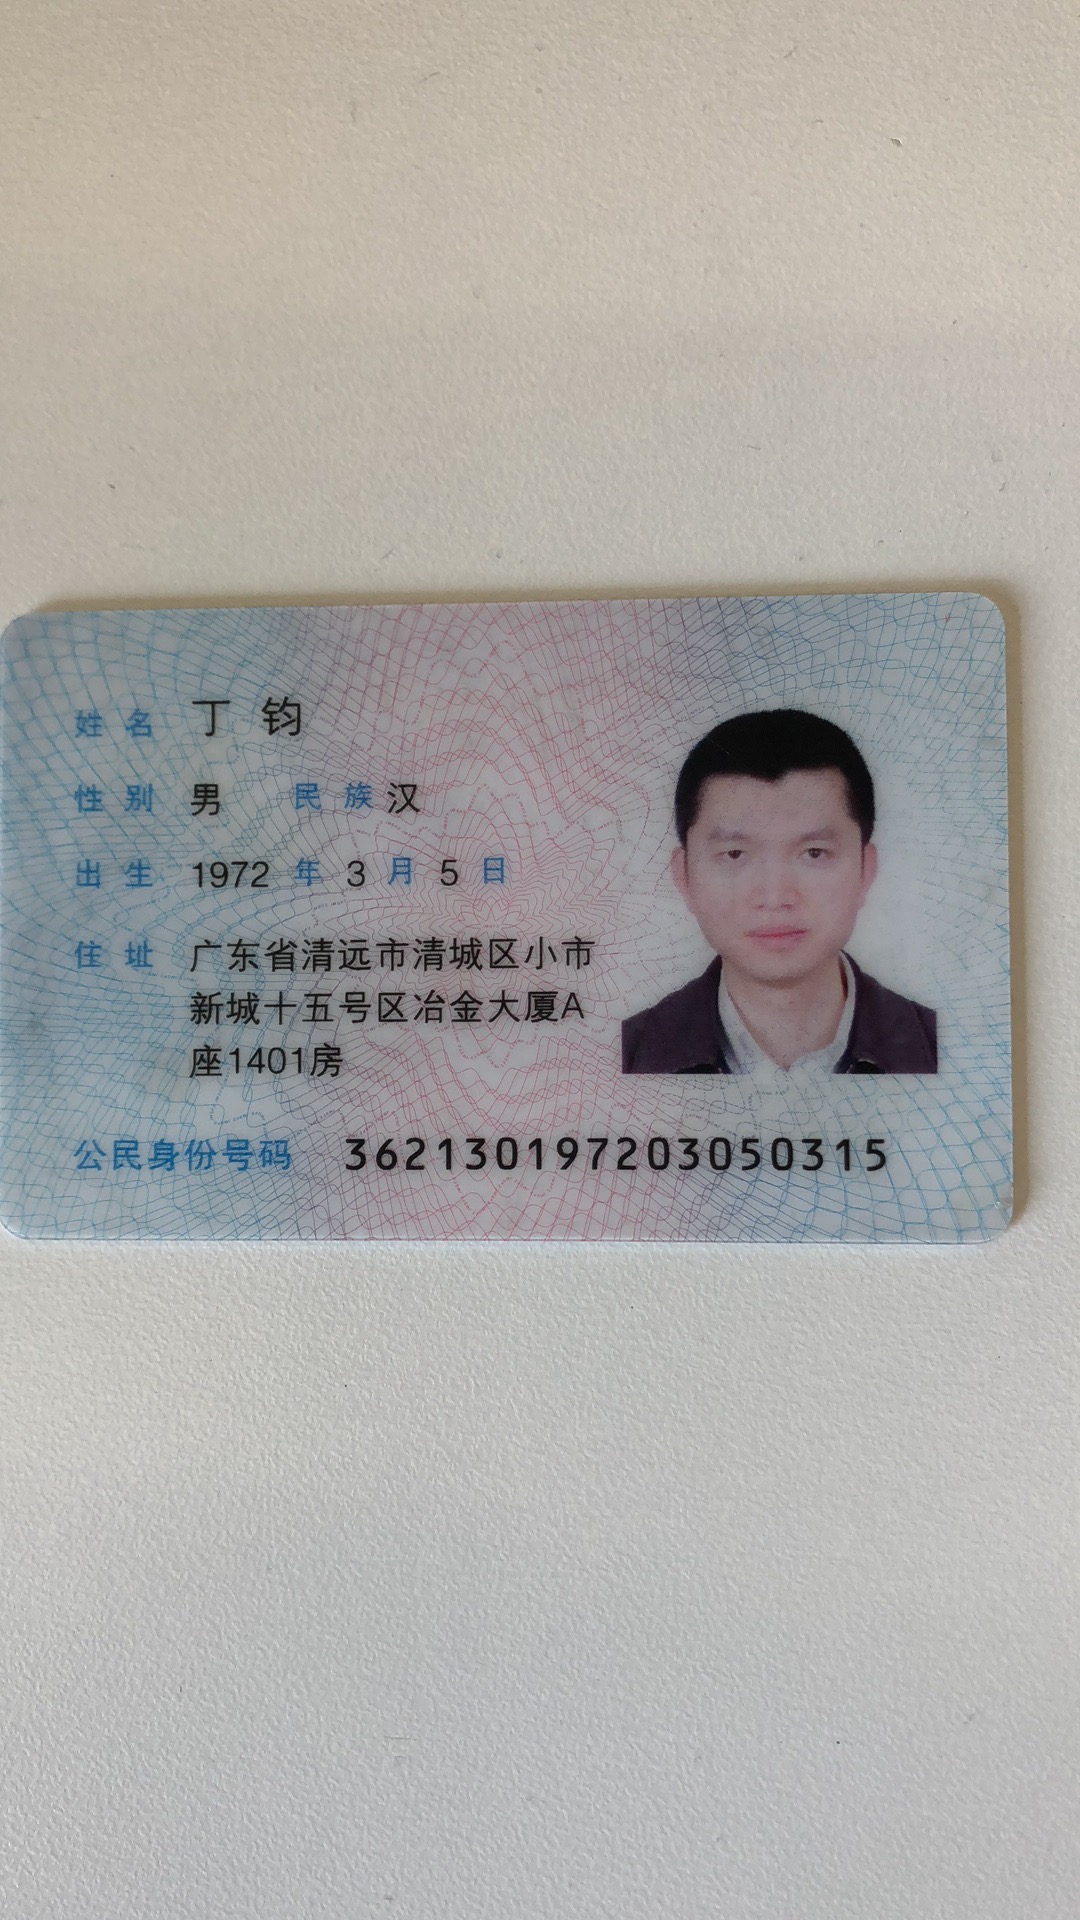 姓名 丁钧
性别 男 民族 汉
出生 1972 年 3 月 5 日
住址 广东省清远市清城区小市
新城十五号区冶金大厦A
座1401房
公民身份号码 362130197203050315